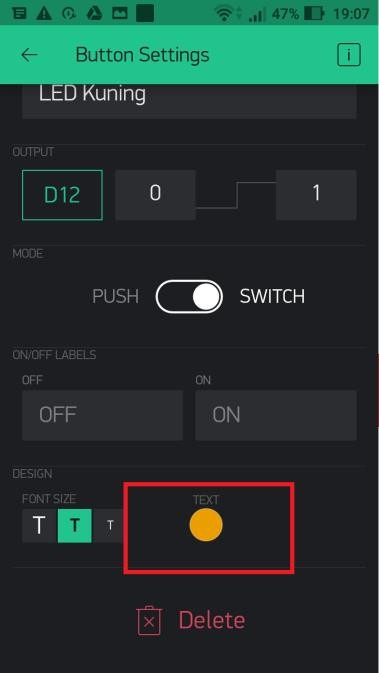 47% 19:07
Button Settings
i
LED Kuning
OUTPUT
D12 0 1
MODE
PUSH SWITCH
ON/OFF LABELS
OFF ON
OFF ON
DESIGN
FONT SIZE TEXT
T T T
Delete